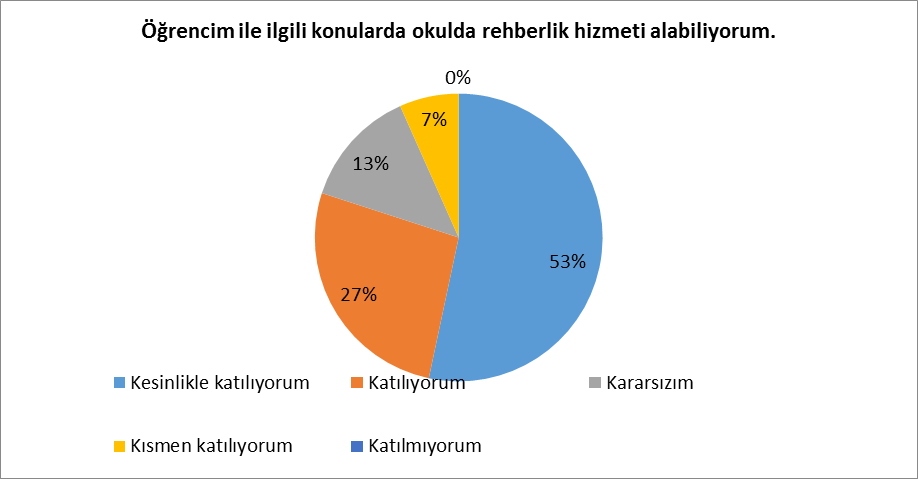 Öğrencim ile ilgili konularda okulda rehberlik hizmeti alabiliyorum.
0%
7%
13%
53%
27%
Kesinlikle katılıyorum
Katılıyorum
Kararsızım
Kısmen katılıyorum
Katılmıyorum